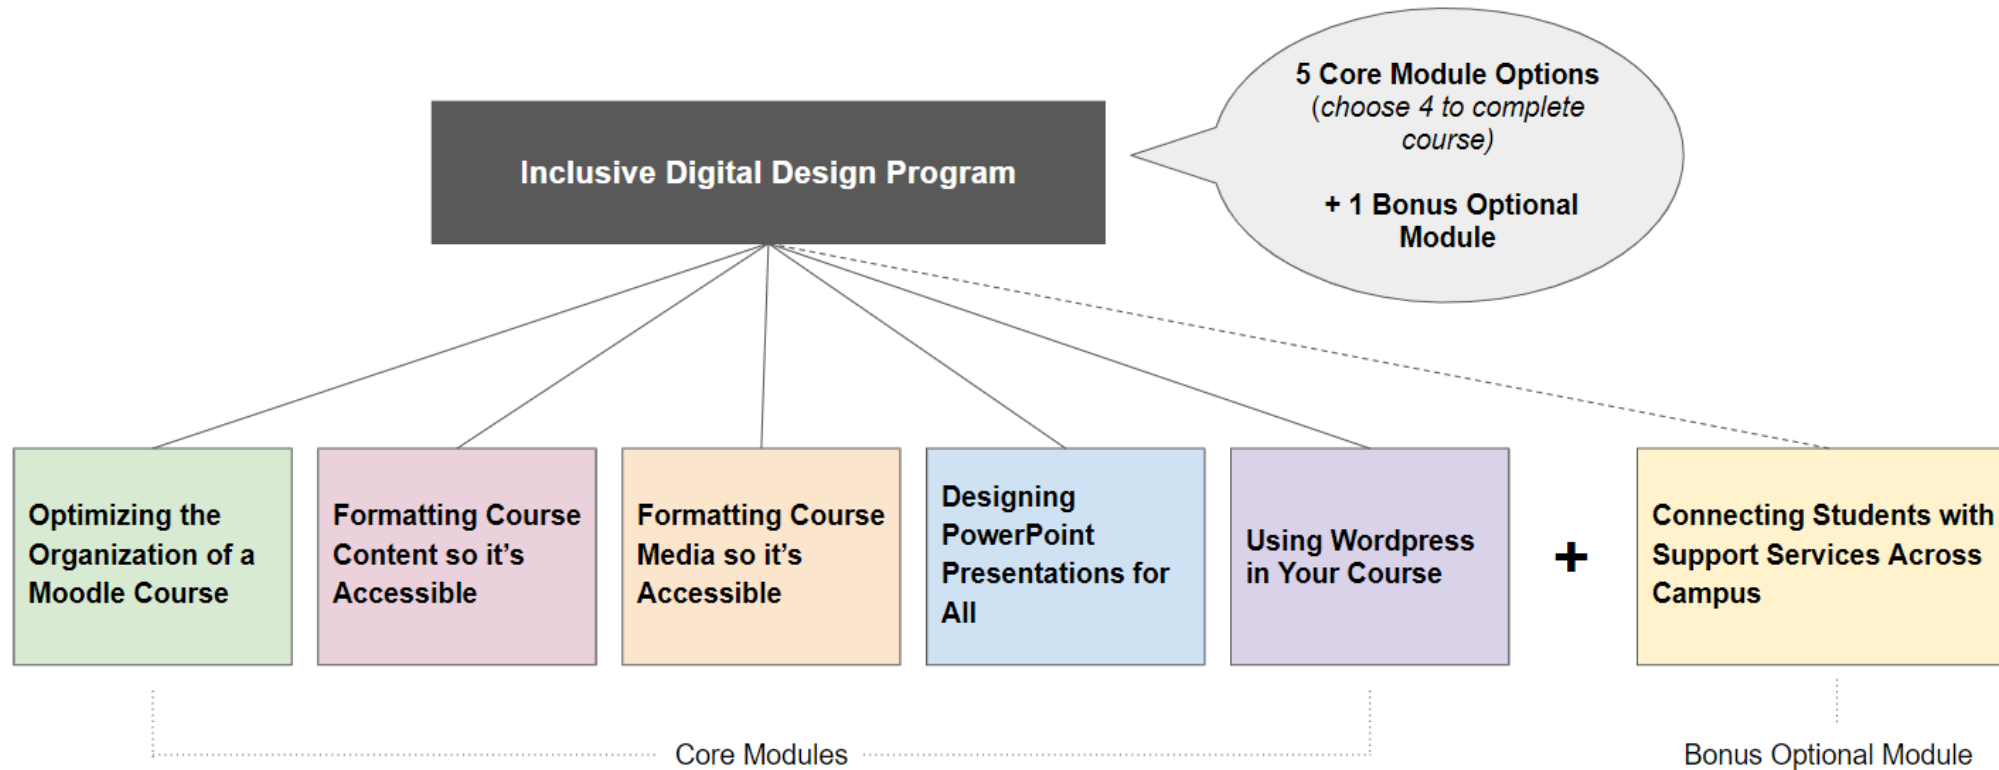 5 Core Module Options
(choose 4 to complete
course)
+ 1 Bonus Optional
Module
Inclusive Digital Design Program
Optimizing the
Organization of a
Moodle Course
Formatting Course
Content so it's
Accessible
Formatting Course
Media so it's
Accessible
Designing
PowerPoint
Presentations for
All
Using Wordpress
in Your Course
+
Connecting Students with
Support Services Across
Campus
Core Modules
Bonus Optional Module